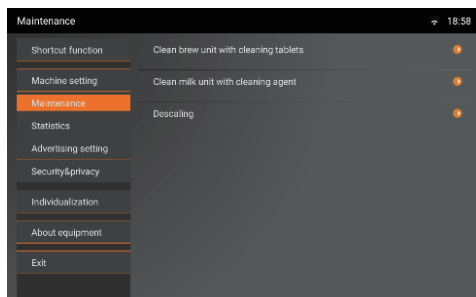 Maintenance 18:58
Shortcut function
Machine setting
Maintenance
Statistics
Advertising setting
Security&privacy
Individualization
About equipment
Exit
Clean brew unit with cleaning tablets
Clean milk unit with cleaning agent
Descaling